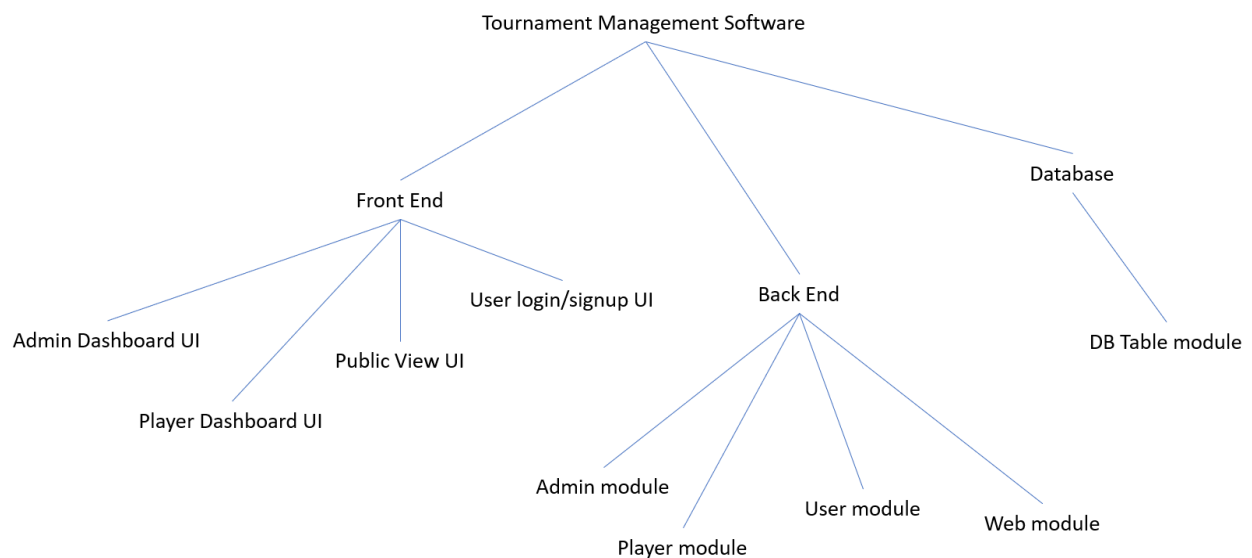 Tournament Management Software
Database
Front End
Back End
User login/signup UI
Admin Dashboard UI
DB Table module
Public View UI
Player Dashboard UI
Admin module
User module
Web module
Player module